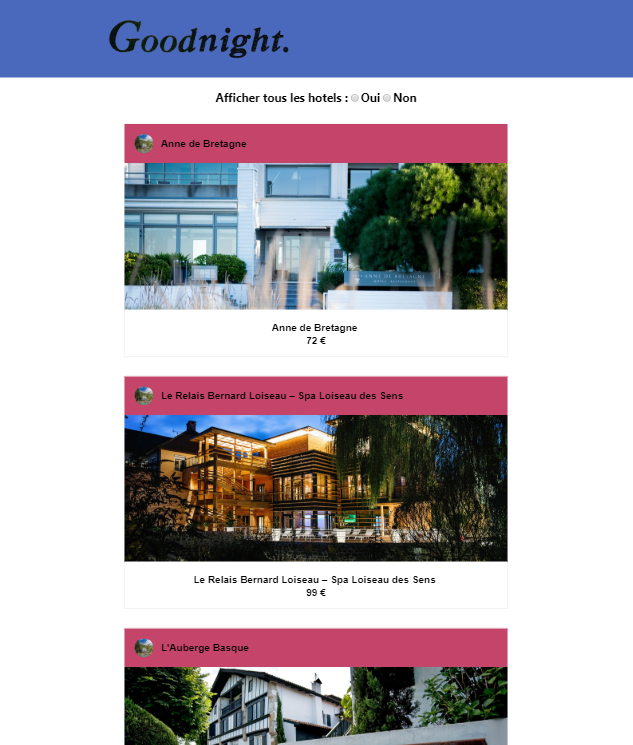 Goodnight.
Afficher tous les hotels : Oui Non
Anne de Bretagne
ANNE DE BRETAGNE
Anne de Bretagne
72 €
Le Relais Bernard Loiseau – Spa Loiseau des Sens
Le Relais Bernard Loiseau – Spa Loiseau des Sens
99 €
L'Auberge Basque